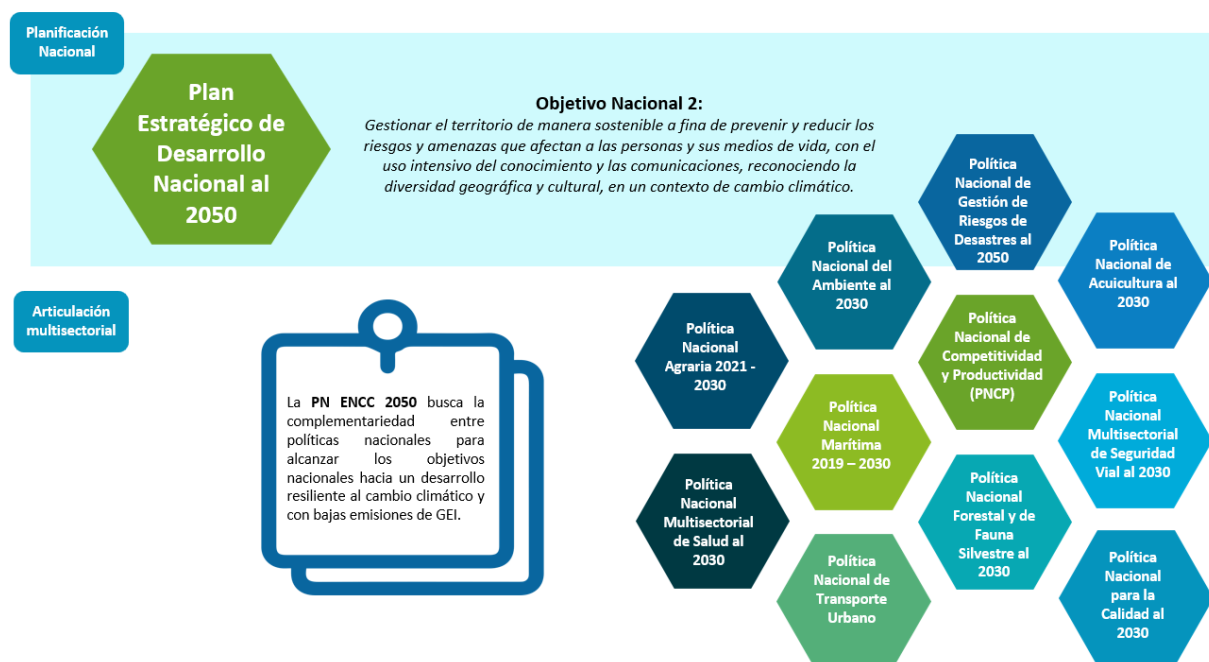 Planificación
Nacional
Plan
Estratégico de
Desarrollo
Nacional al
2050
Objetivo Nacional 2:
Gestionar el territorio de manera sostenible a fina de prevenir y reducir los
riesgos y amenazas que afectan a las personas y sus medios de vida, con el
uso intensivo del conocimiento y las comunicaciones, reconociendo la
diversidad geográfica y cultural, en un contexto de cambio climático.
Articulación
multisectorial
La PN ENCC 2050 busca la
complementariedad entre
políticas nacionales para
alcanzar los objetivos
nacionales hacia un desarrollo
resiliente al cambio climático y
con bajas emisiones de GEI.
Política
Nacional de
Gestión de
Riesgos de
Desastres al
2050
Política
Nacional del
Ambiente al
2030
Política
Nacional de
Acuicultura al
2030
Política
Nacional
Agraria 2021 -
2030
Política
Nacional de
Competitividad
y Productividad
(PNCP)
Política
Nacional
Marítima
2019 – 2030
Política
Nacional
Multisectorial
de Seguridad
Vial al 2030
Política
Nacional
Multisectorial
de Salud al
2030
Política
Nacional
Forestal y de
Fauna
Silvestre al
2030
Política
Nacional de
Transporte
Urbano
Política
Nacional
para la
Calidad al
2030